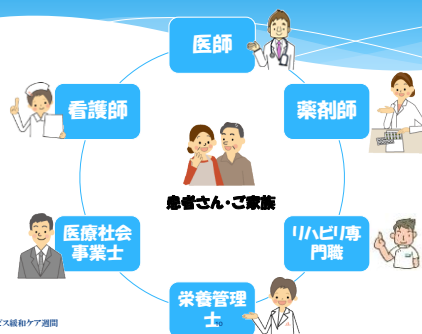 医師
看護師
薬剤師
患者さん・ご家族
医療社会
事業士
リハビリ専
門職
栄養管理
士
ピス緩和ケア週間